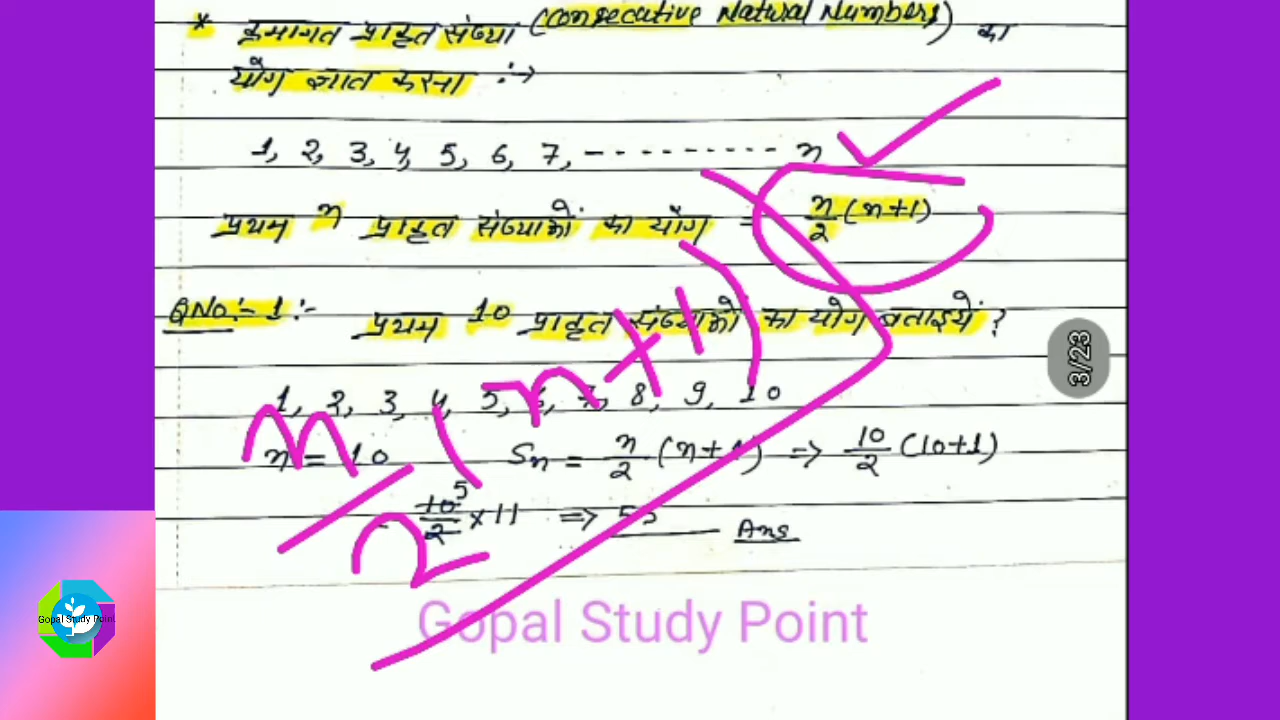 * क्रमागत प्राकृत संख्या (Consecutive Natural Numbers) का
योग ज्ञात करना :→
1, 2, 3, 4, 5, 6, 7, ---------- n
प्रथम n प्राकृत संख्याओं का योग = n/2 (n+1)
QNo:- 1 :- प्रथम 10 प्राकृत संख्याओं का योग बताइये ?
1, 2, 3, 4, 5, 6, 7, 8, 9, 10
n = 10 Sn = n/2 (n+1) => 10/2 (10+1)
10/2 5 × 11 => 55 Ans
n/2 (n+1)
Gopal Study Point
Gopal Study Point
3/23